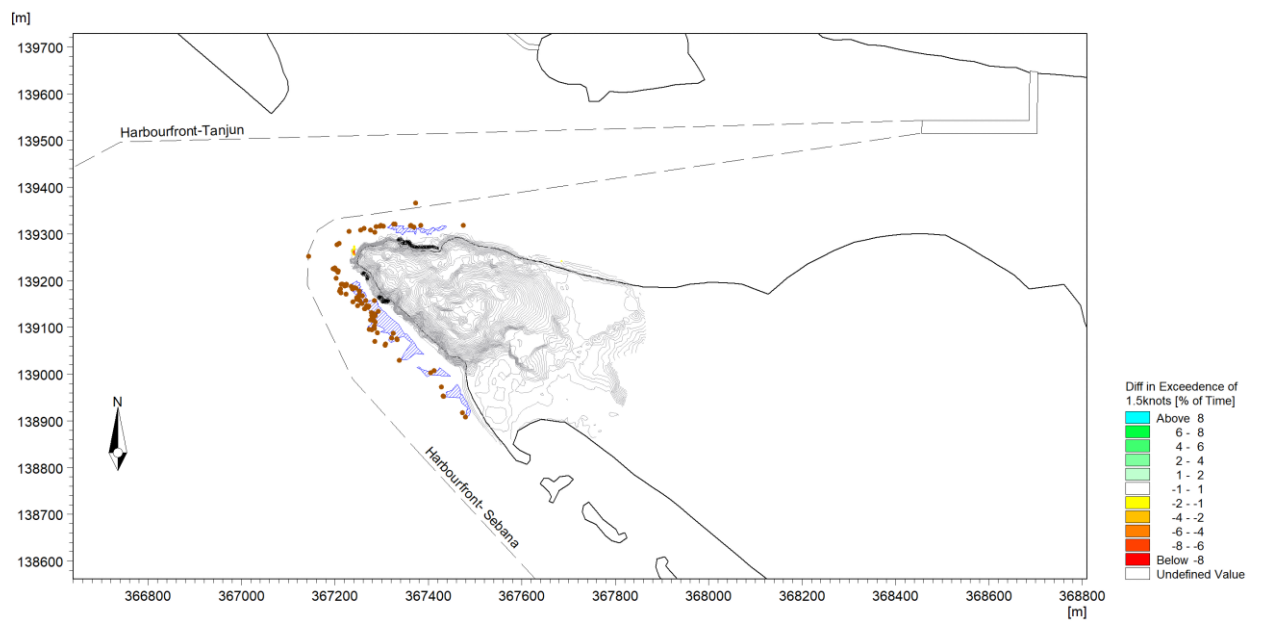 [m]
139700
139600
139500
139400
139300
139200
139100
139000
138900
138800
138700
138600
Harbourfront-Tanjun
Harbourfront- Sebana
N
366800 367000 367200 367400 367600 367800 368000 368200 368400 368600 368800
[m]
Diff in Exceedence of
1.5knots [% of Time]
Above 8
6 - 8
4 - 6
2 - 4
1 - 2
-1 - 1
-2 - -1
-4 - -2
-6 - -4
-8 - -6
Below -8
Undefined Value